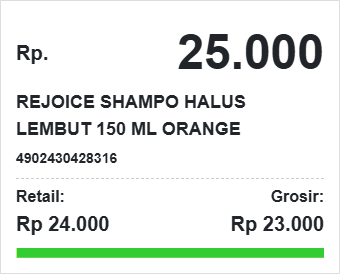 Rp. 25.000
REJOICE SHAMPO HALUS
LEMBUT 150 ML ORANGE
4902430428316
Retail: Grosir:
Rp 24.000 Rp 23.000